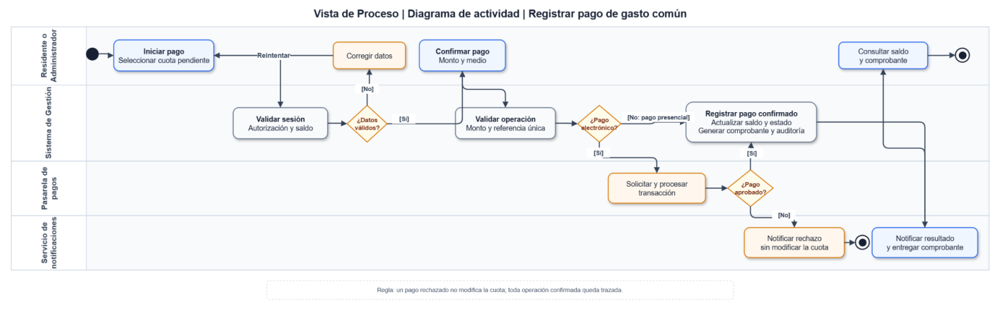 Vista de Proceso | Diagrama de actividad | Registrar pago de gasto común
Residente o
Administrador
Iniciar pago
Seleccionar cuota pendiente
Reintentar
Corregir datos
Confirmar pago
Monto y medio
Consultar saldo
y comprobante
[No]
Sistema de Gestión
Validar sesión
Autorización y saldo
¿Datos
válidos?
[Sí]
Validar operación
Monto y referencia única
¿Pago
electrónico?
[No: pago presencial]
Registrar pago confirmado
Actualizar saldo y estado
Generar comprobante y auditoría
[Sí]
[Sí]
Pasarela de
pagos
Solicitar y procesar
transacción
¿Pago
aprobado?
[No]
Servicio de
notificaciones
Notificar rechazo
sin modificar la cuota
Notificar resultado
y entregar comprobante
Regla: un pago rechazado no modifica la cuota; toda operación confirmada queda trazada.